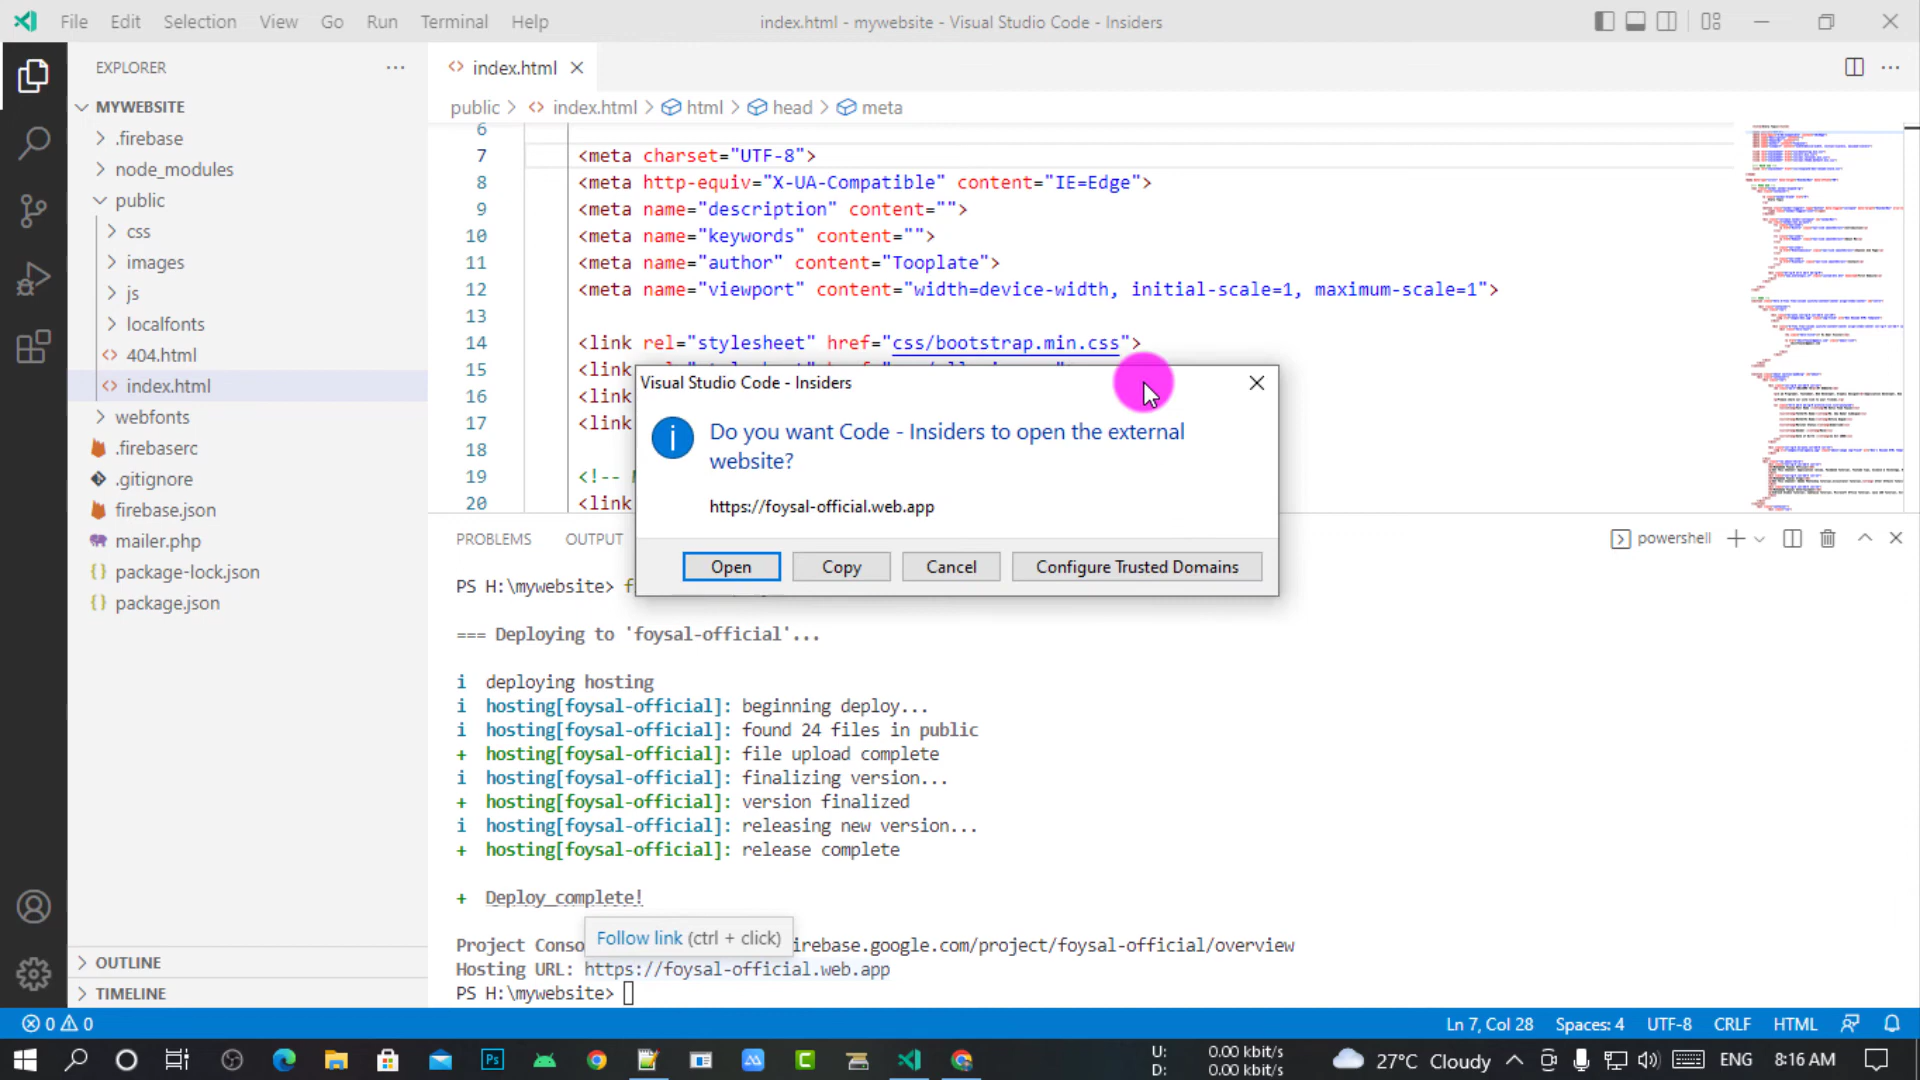 File Edit Selection View Go Run Terminal Help
index.html - mywebsite - Visual Studio Code - Insiders
EXPLORER
MYWEBSITE
.firebase
node_modules
public
css
images
js
localfonts
404.html
index.html
webfonts
.firebaserc
.gitignore
firebase.json
mailer.php
package-lock.json
package.json
OUTLINE
TIMELINE
index.html
public > index.html > html > head > meta
6
7 <meta charset="UTF-8">
8 <meta http-equiv="X-UA-Compatible" content="IE=Edge">
9 <meta name="description" content="">
10 <meta name="keywords" content="">
11 <meta name="author" content="Tooplate">
12 <meta name="viewport" content="width=device-width, initial-scale=1, maximum-scale=1">
13
14 <link rel="stylesheet" href="css/bootstrap.min.css">
15 <link
16 <link
17 <link
18
19 <!--
20 <link
Visual Studio Code - Insiders
Do you want Code - Insiders to open the external
website?
https://foysal-official.web.app
Open Copy Cancel Configure Trusted Domains
PROBLEMS OUTPUT
powershell
PS H:\mywebsite> f
=== Deploying to 'foysal-official'...
i deploying hosting
i hosting[foysal-official]: beginning deploy...
i hosting[foysal-official]: found 24 files in public
+ hosting[foysal-official]: file upload complete
i hosting[foysal-official]: finalizing version...
+ hosting[foysal-official]: version finalized
i hosting[foysal-official]: releasing new version...
+ hosting[foysal-official]: release complete
+ Deploy complete!
Follow link (ctrl + click)
Project Conso irebase.google.com/project/foysal-official/overview
Hosting URL: https://foysal-official.web.app
PS H:\mywebsite>
0 0
Ln 7, Col 28 Spaces: 4 UTF-8 CRLF HTML
U: 0.00 kbit/s
D: 0.00 kbit/s
27°C Cloudy
ENG
8:16 AM